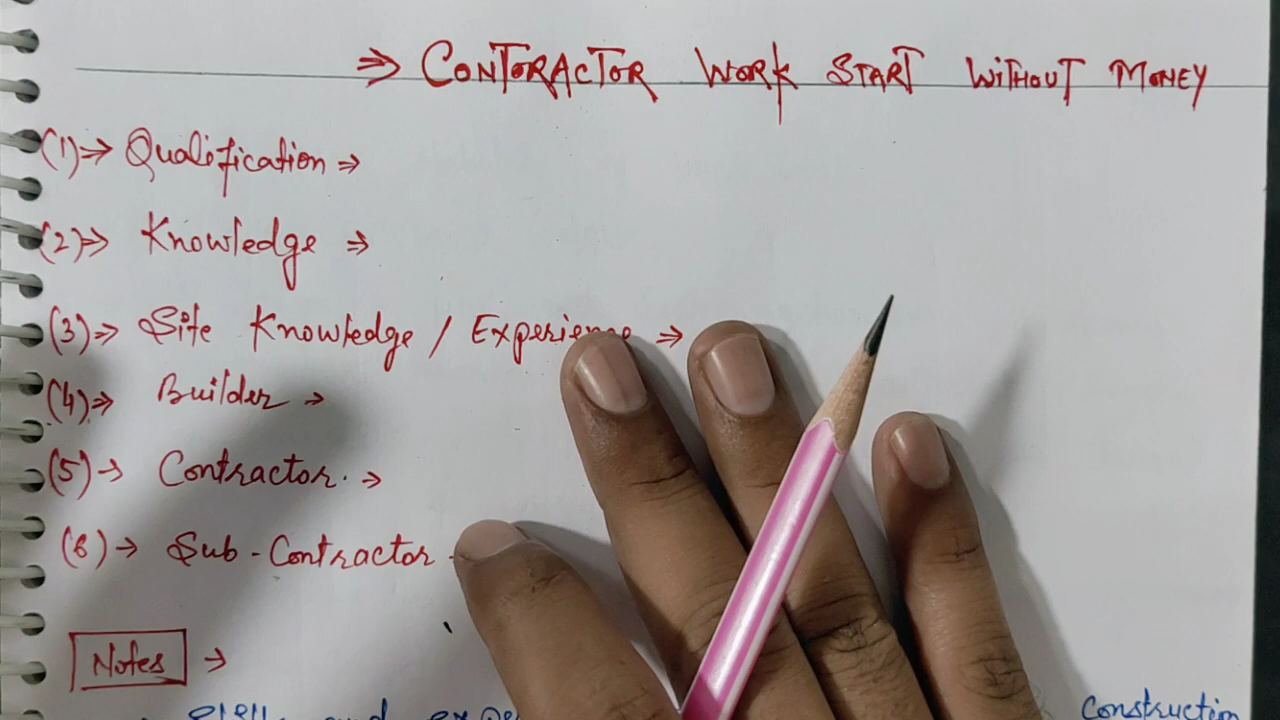 ⇒ CONTORACTOR WORK START WITHOUT MONEY
(1)⇒ Qualification ⇒
(2)⇒ Knowledge ⇒
(3)⇒ Site Knowledge / Experience ⇒
(4)⇒ Builder →
(5)→ Contractor. →
(6)→ Sub-Contractor
Notes →
and Construction